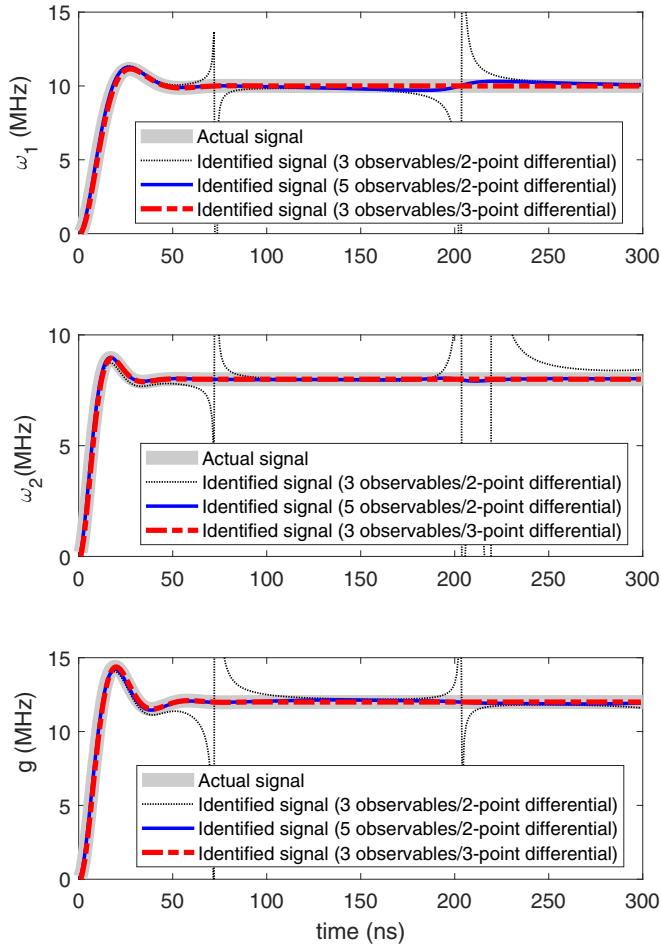 15
10
5
0
ω1 (MHz)
Actual signal
Identified signal (3 observables/2-point differential)
Identified signal (5 observables/2-point differential)
Identified signal (3 observables/3-point differential)
0 50 100 150 200 250 300
10
5
0
ω2(MHz)
Actual signal
Identified signal (3 observables/2-point differential)
Identified signal (5 observables/2-point differential)
Identified signal (3 observables/3-point differential)
0 50 100 150 200 250 300
15
10
5
0
g (MHz)
Actual signal
Identified signal (3 observables/2-point differential)
Identified signal (5 observables/2-point differential)
Identified signal (3 observables/3-point differential)
0 50 100 150 200 250 300
time (ns)